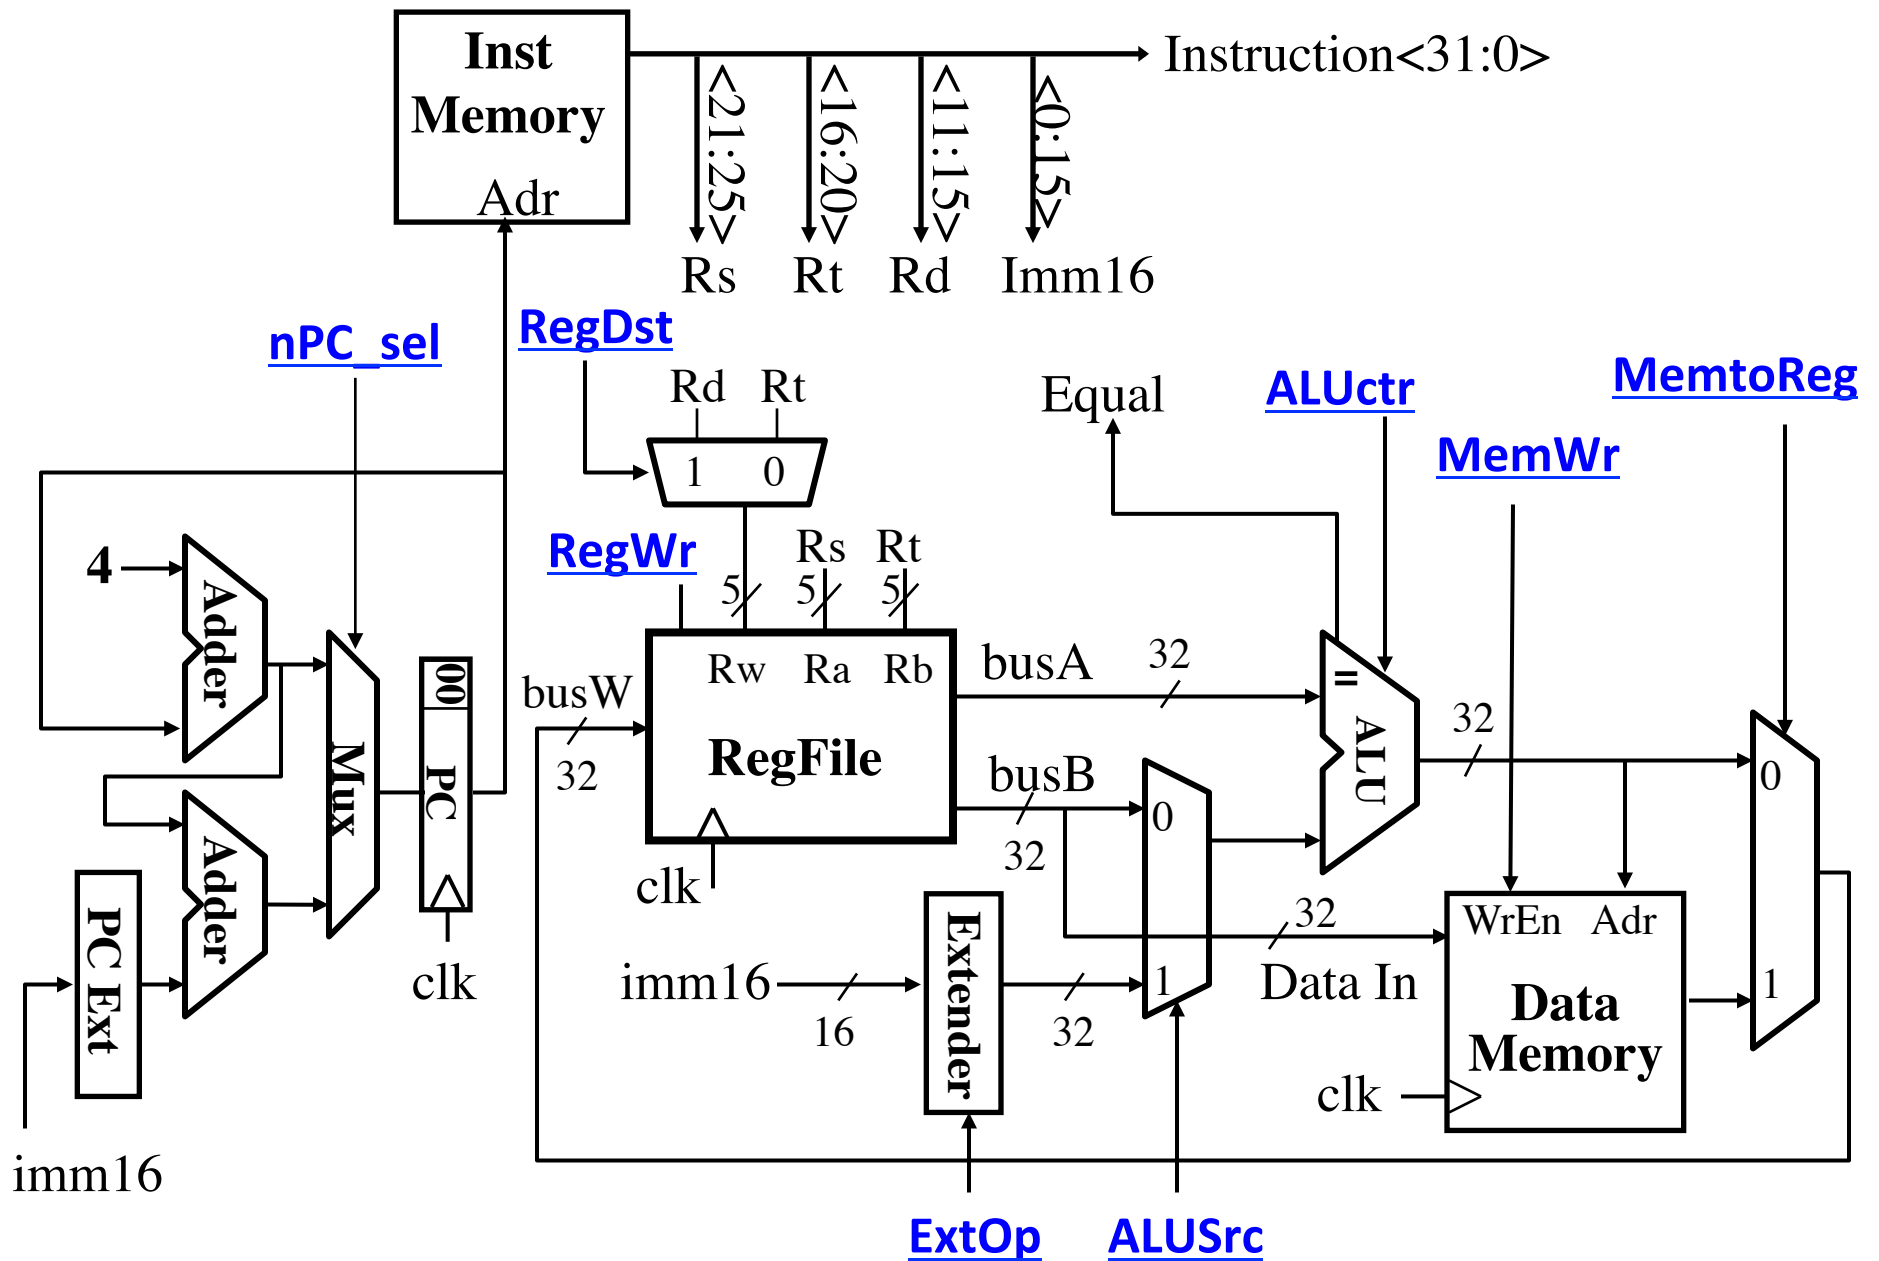 Inst
Memory
Adr
Instruction<31:0>
<21:25>
<16:20>
<11:15>
<0:15>
Rs
Rt
Rd
Imm16
nPC_sel
RegDst
Rd
Rt
1
0
Equal
ALUctr
MemtoReg
MemWr
RegWr
Rs
Rt
5
5
5
4
Adder
Mux
00
PC
clk
Adder
PC Ext
imm16
busW
32
Rw
Ra
Rb
RegFile
clk
busA
32
busB
32
=
ALU
32
0
1
imm16
16
Extender
32
0
1
32
Data In
WrEn
Adr
Data
Memory
clk
ExtOp
ALUSrc